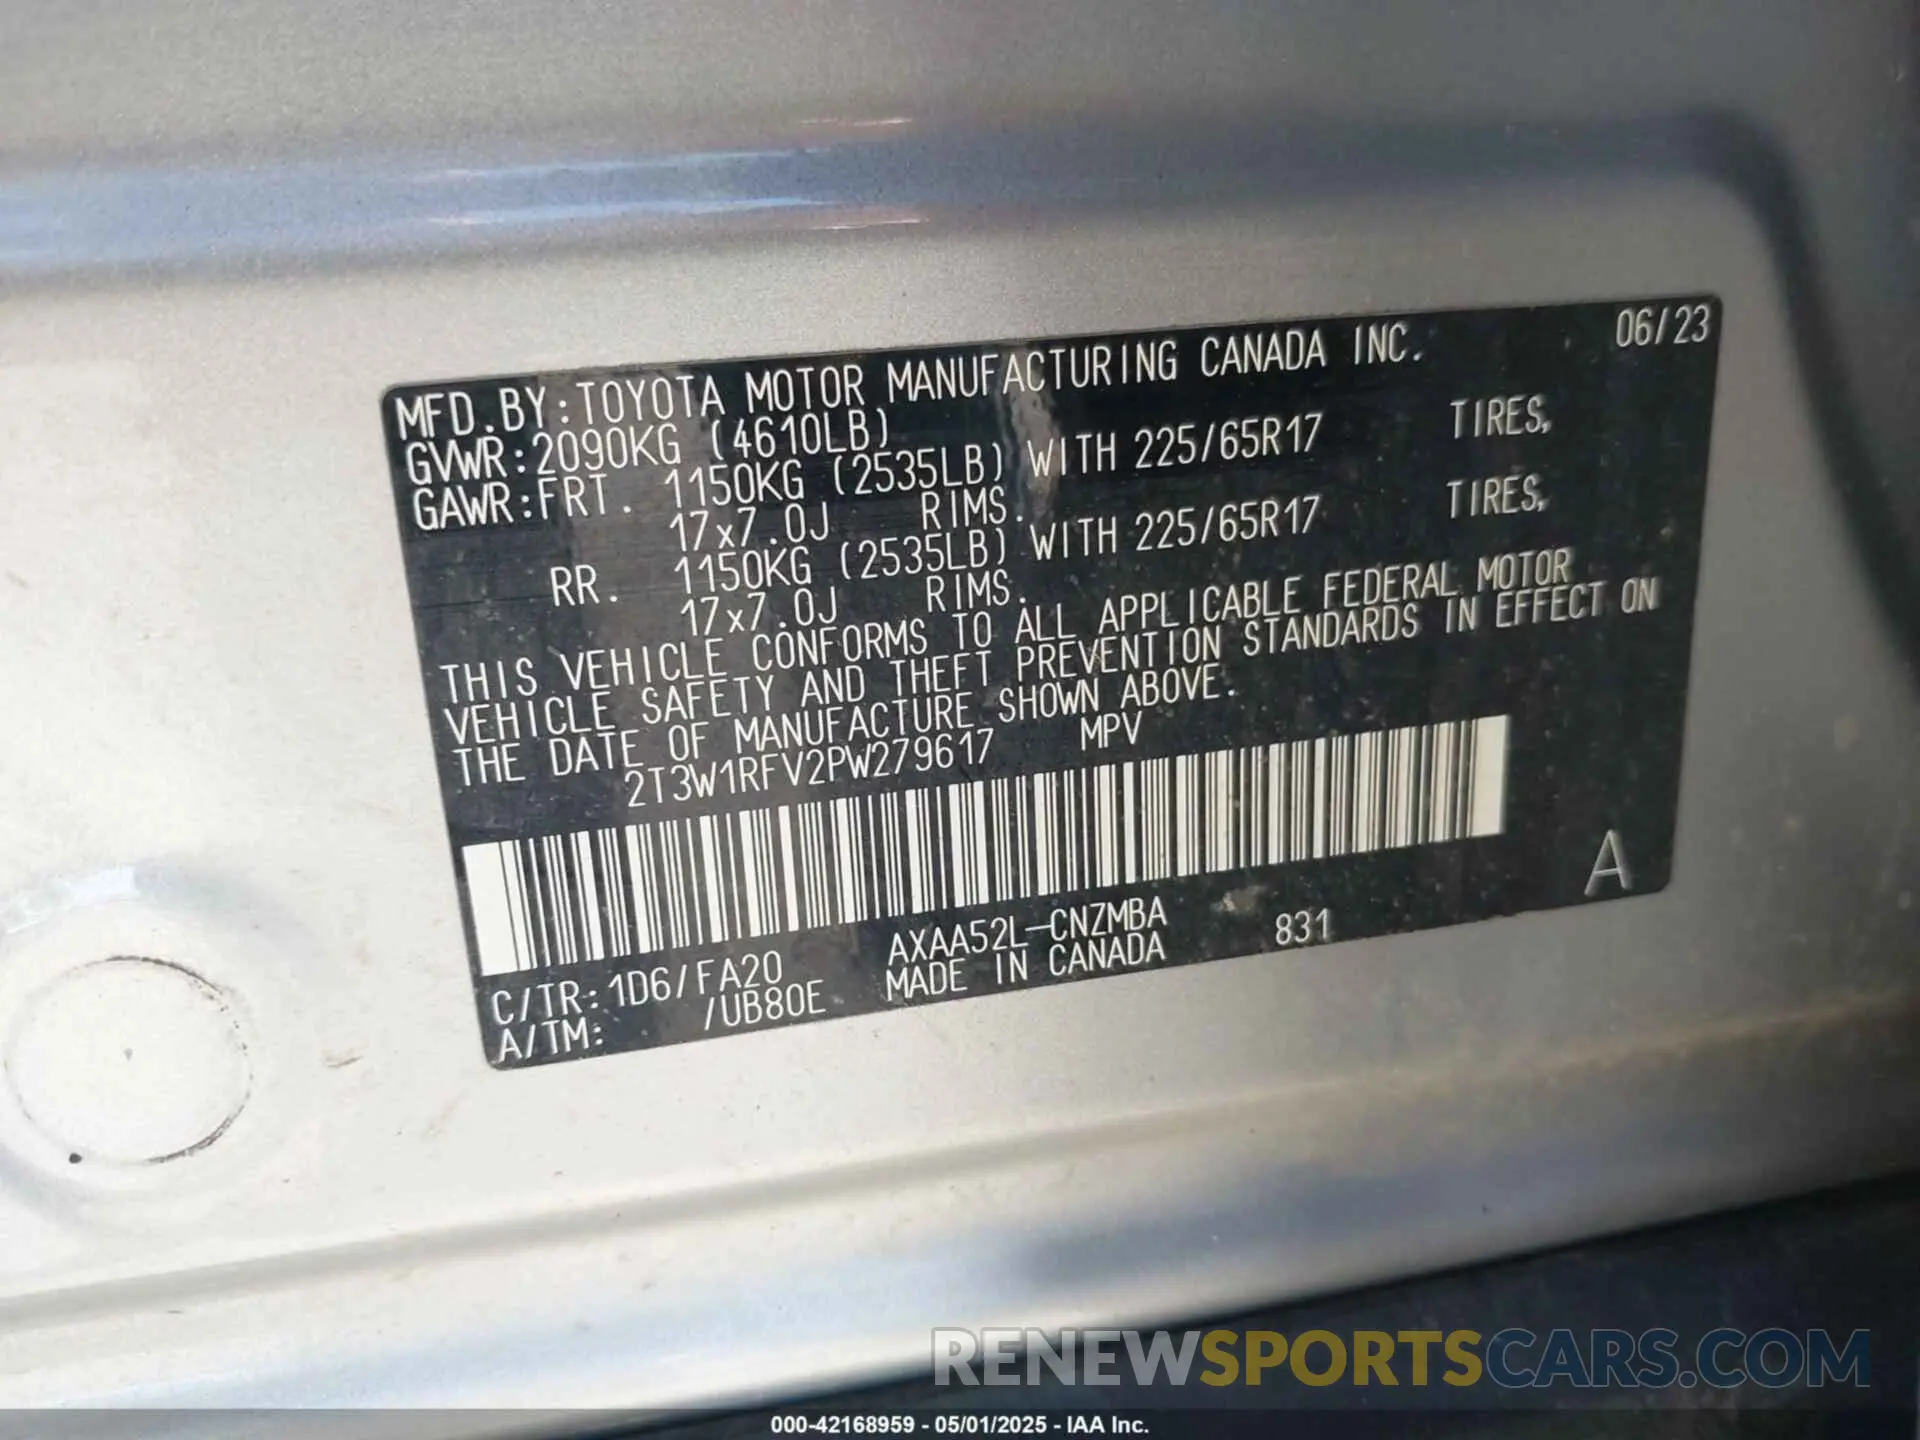 06/23
MFD.BY:TOYOTA MOTOR MANUFACTURING CANADA INC.
GVWR:2090KG (4610LB)
GAWR:FRT. 1150KG (2535LB) WITH 225/65R17 TIRES,
17x7.0J RIMS.
RR. 1150KG (2535LB) WITH 225/65R17 TIRES,
17x7.0J RIMS.
THIS VEHICLE CONFORMS TO ALL APPLICABLE FEDERAL MOTOR
VEHICLE SAFETY AND THEFT PREVENTION STANDARDS IN EFFECT ON
THE DATE OF MANUFACTURE SHOWN ABOVE.
2T3W1RFV2PW279617 MPV
A
C/TR:1D6/FA20 AXAA52L-CNZMBA 831
A/TM: /UB80E MADE IN CANADA
RENEWSPORTSCARS.COM
000-42168959 - 05/01/2025 - IAA Inc.